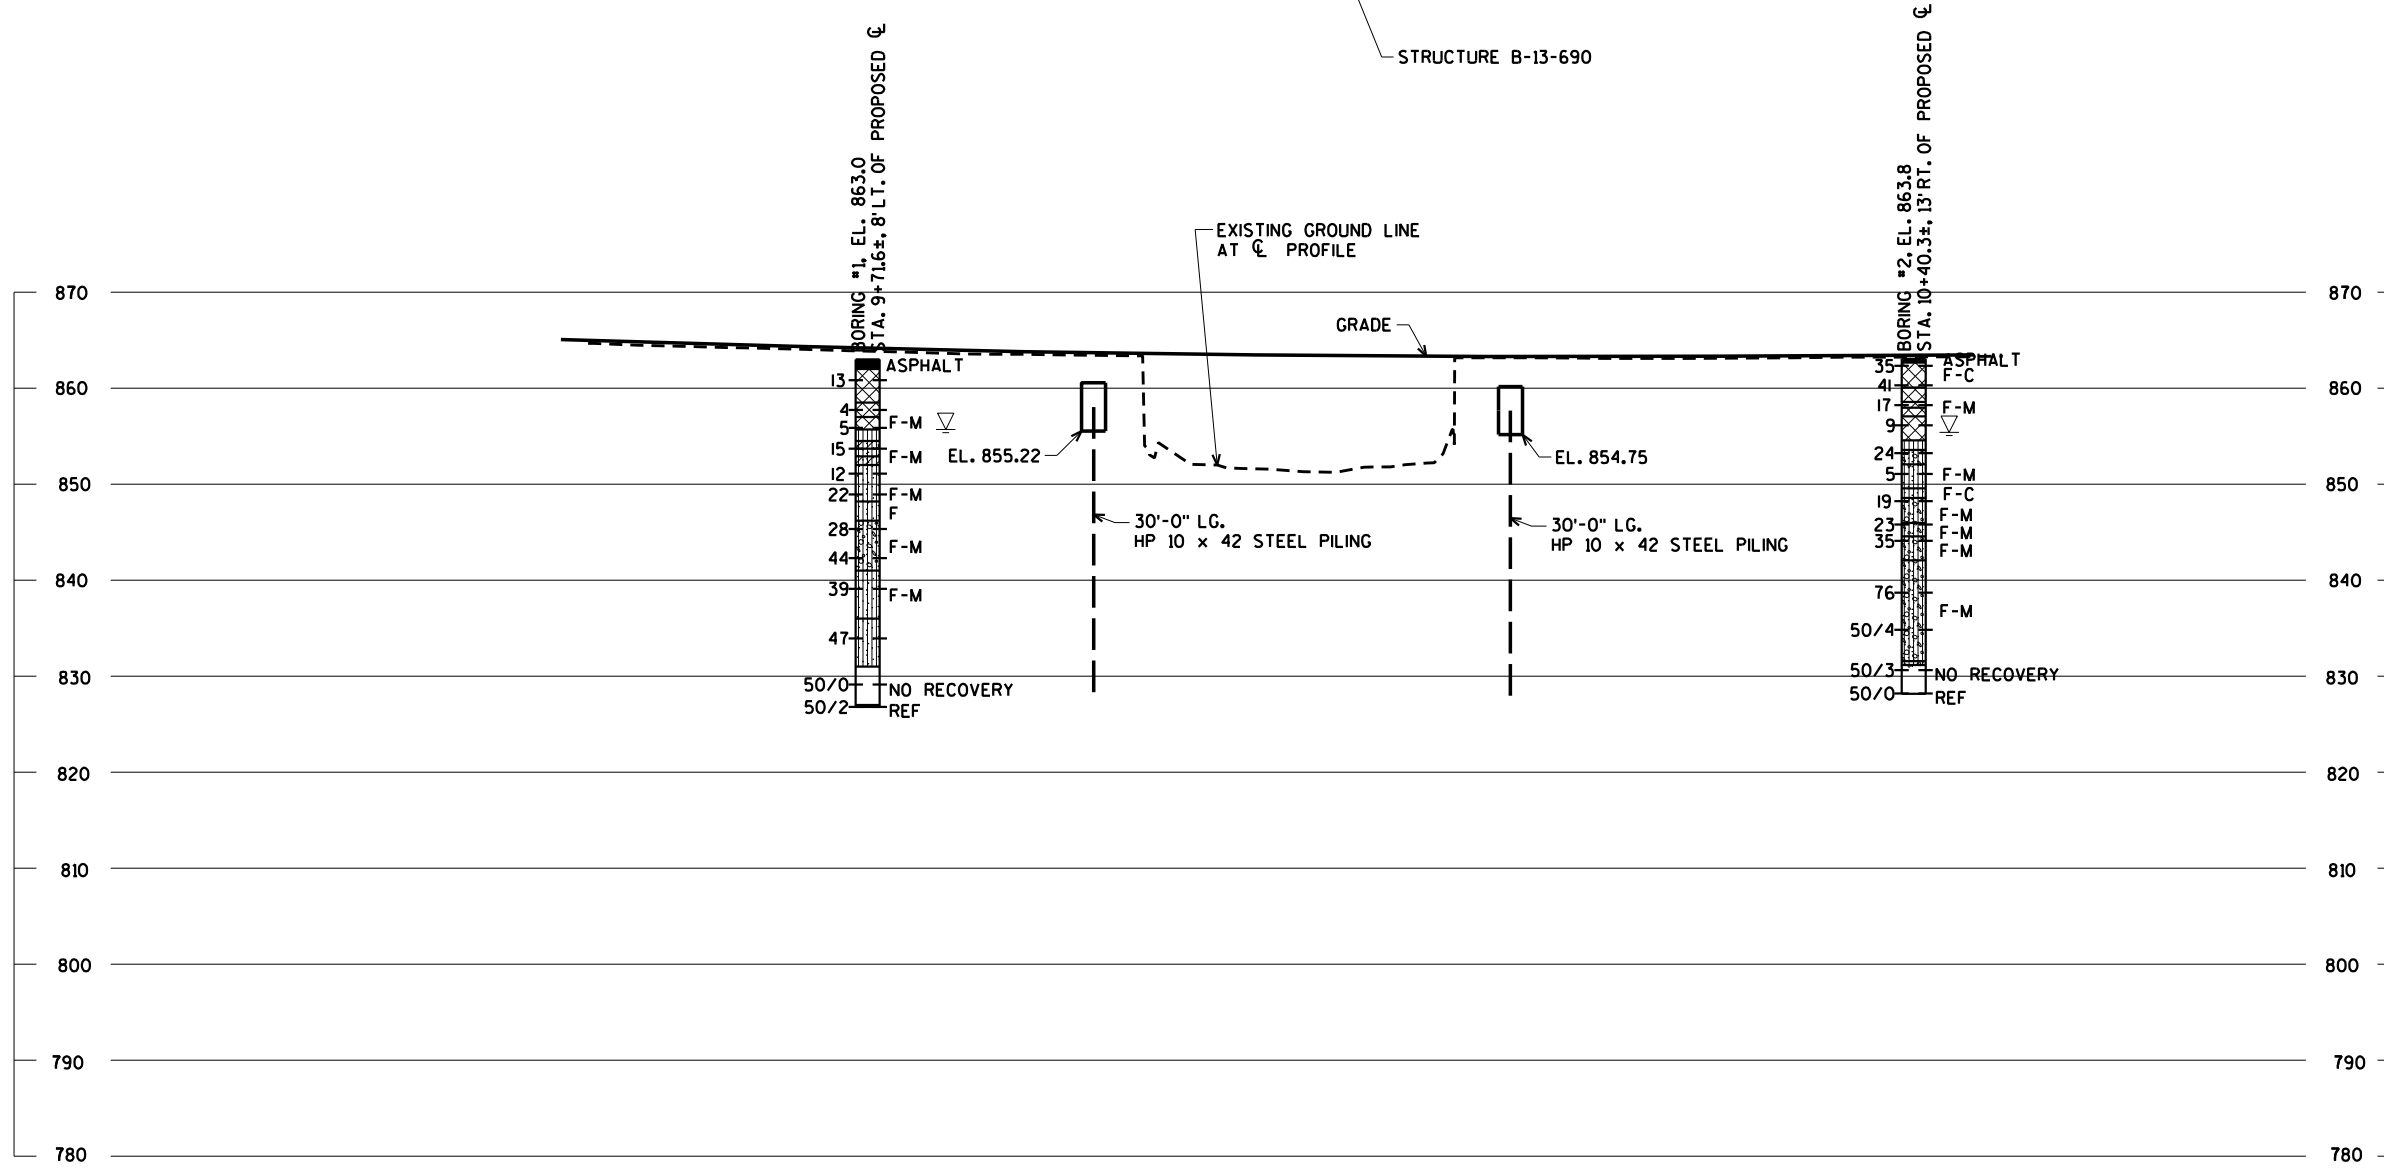 STRUCTURE B-13-690
BORING #1, EL. 863.0
STA. 9+71.6±, 8' LT. OF PROPOSED ℄
BORING #2, EL. 863.8
STA. 10+40.3±, 13' RT. OF PROPOSED ℄
EXISTING GROUND LINE
AT ℄ PROFILE
GRADE
870
870
860
860
850
850
840
840
830
830
820
820
810
810
800
800
790
790
780
780
ASPHALT
13
4
5
F-M
15
F-M
12
22
F-M
F
28
F-M
44
39
F-M
47
50/0
NO RECOVERY
50/2
REF
EL. 855.22
30'-0" LG.
HP 10 x 42 STEEL PILING
EL. 854.75
30'-0" LG.
HP 10 x 42 STEEL PILING
ASPHALT
35
F-C
41
17
F-M
9
24
5
F-M
F-C
19
F-M
23
F-M
35
F-M
76
F-M
50/4
50/3
NO RECOVERY
50/0
REF